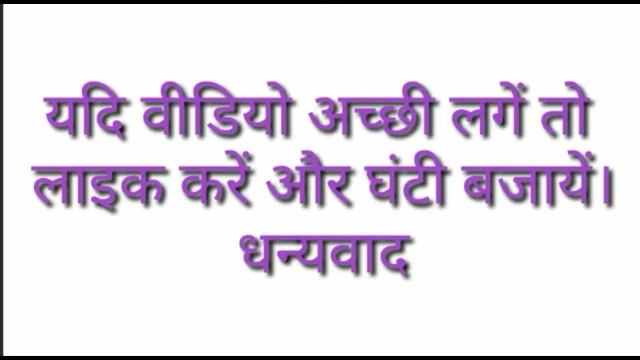 यदि वीडियो अच्छी लगें तो
लाइक करें और घंटी बजायें।
धन्यवाद